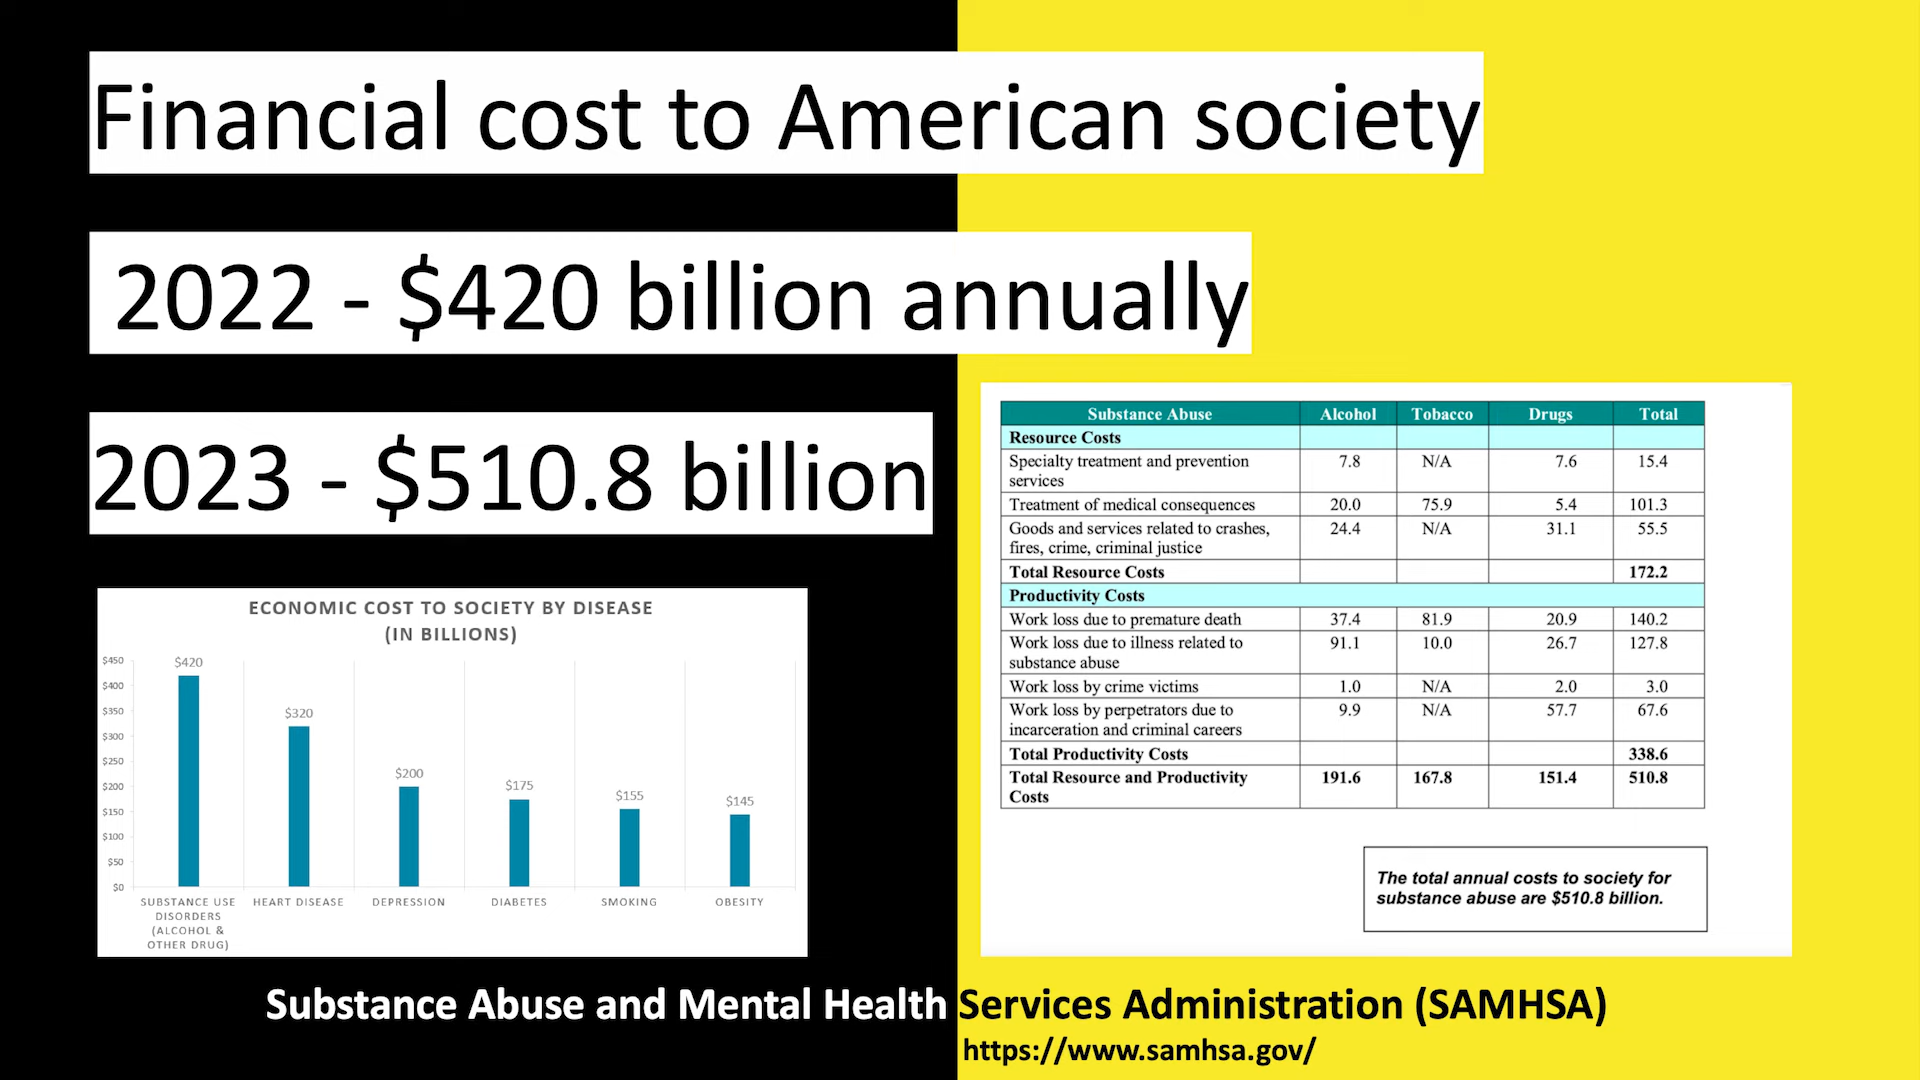 Financial cost to American society
2022 - $420 billion annually
2023 - $510.8 billion
ECONOMIC COST TO SOCIETY BY DISEASE
(IN BILLIONS)
$450
$400
$350
$300
$250
$200
$150
$100
$50
$0
$420
$320
$200
$175
$155
$145
SUBSTANCE USE
DISORDERS
(ALCOHOL &
OTHER DRUG)
HEART DISEASE
DEPRESSION
DIABETES
SMOKING
OBESITY
Substance Abuse Alcohol Tobacco Drugs Total
Resource Costs
Specialty treatment and prevention 7.8 N/A 7.6 15.4
services
Treatment of medical consequences 20.0 75.9 5.4 101.3
Goods and services related to crashes, 24.4 N/A 31.1 55.5
fires, crime, criminal justice
Total Resource Costs 172.2
Productivity Costs
Work loss due to premature death 37.4 81.9 20.9 140.2
Work loss due to illness related to 91.1 10.0 26.7 127.8
substance abuse
Work loss by crime victims 1.0 N/A 2.0 3.0
Work loss by perpetrators due to 9.9 N/A 57.7 67.6
incarceration and criminal careers
Total Productivity Costs 338.6
Total Resource and Productivity 191.6 167.8 151.4 510.8
Costs
The total annual costs to society for
substance abuse are $510.8 billion.
Substance Abuse and Mental Health Services Administration (SAMHSA)
https://www.samhsa.gov/